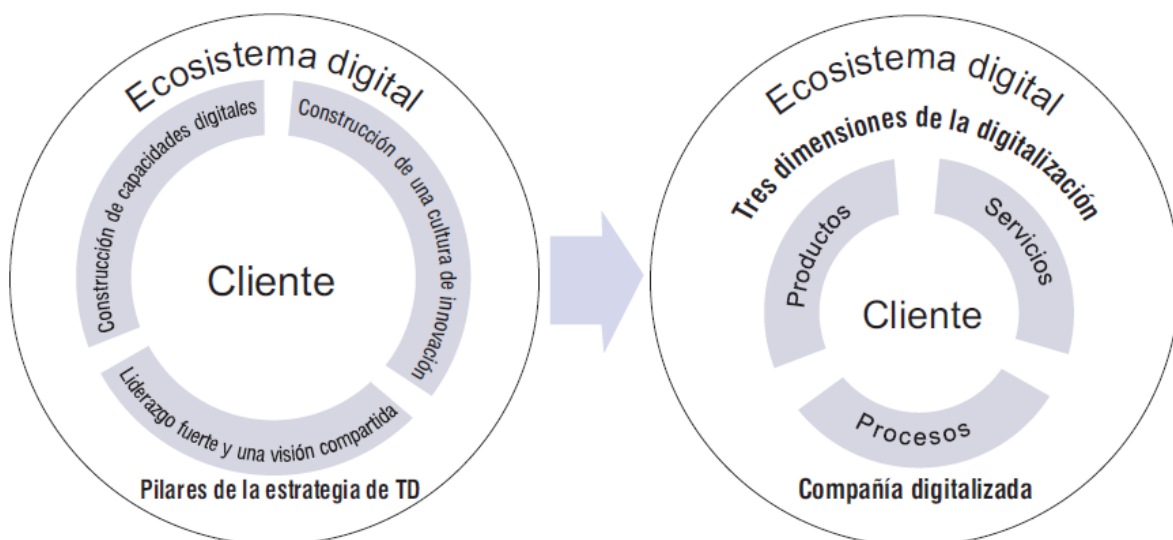 Ecosistema digital
Construcción de capacidades digitales
Construcción de una cultura de innovación
Cliente
Liderazgo fuerte y una visión compartida
Pilares de la estrategia de TD
Ecosistema digital
Tres dimensiones de la digitalización
Productos
Servicios
Cliente
Procesos
Compañía digitalizada